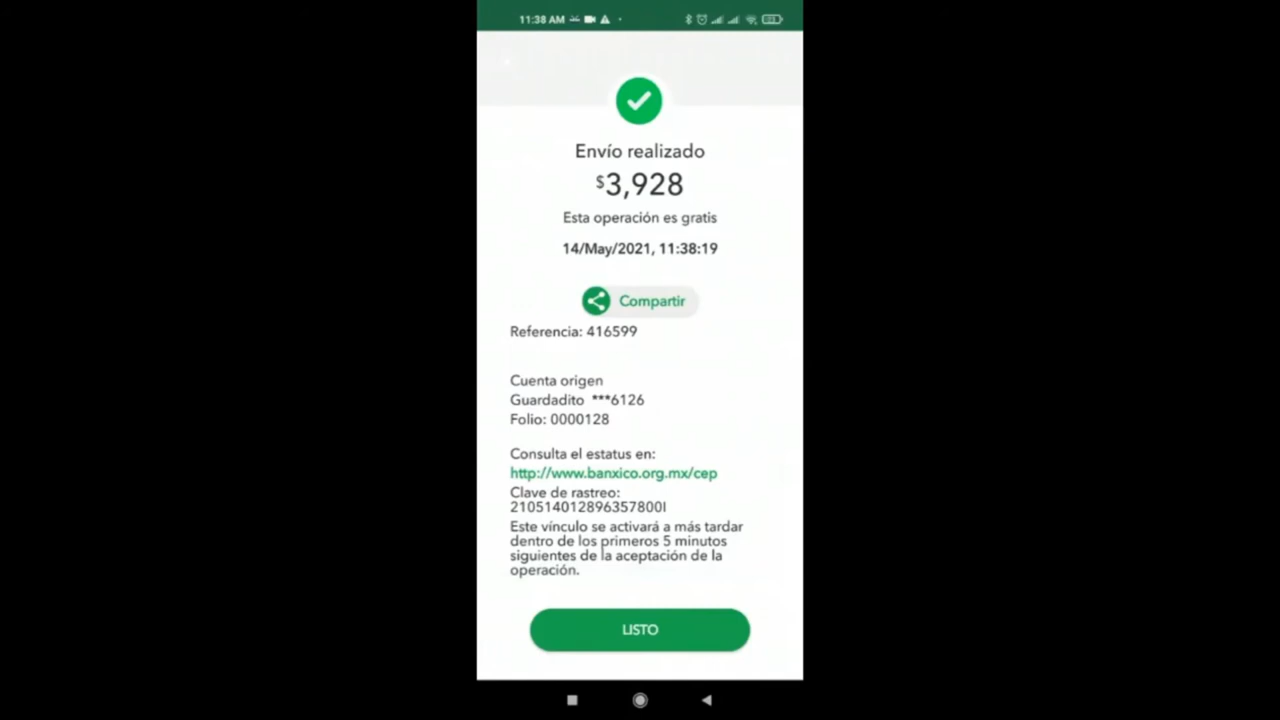 11:38 AM
Envío realizado
$3,928
Esta operación es gratis
14/May/2021, 11:38:19
Compartir
Referencia: 416599
Cuenta origen
Guardadito ***6126
Folio: 0000128
Consulta el estatus en:
http://www.banxico.org.mx/cep
Clave de rastreo:
210514012896357800I
Este vínculo se activará a más tardar
dentro de los primeros 5 minutos
siguientes de la aceptación de la
operación.
LISTO